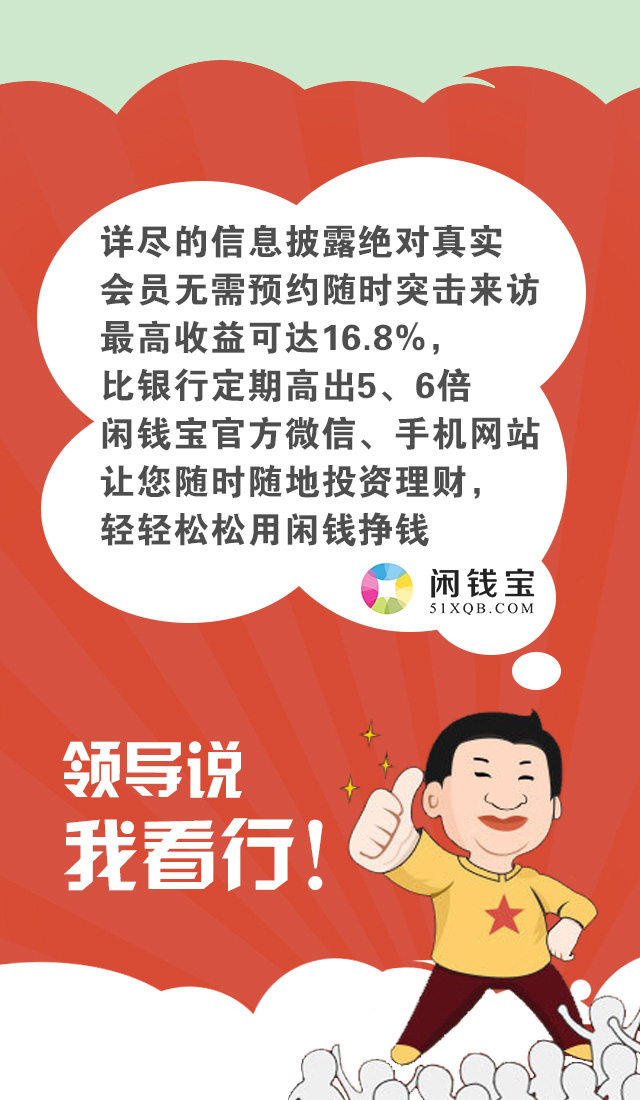 详尽的信息披露绝对真实
会员无需预约随时突击来访
最高收益可达16.8%，
比银行定期高出5、6倍
闲钱宝官方微信、手机网站
让您随时随地投资理财，
轻轻松松用闲钱挣钱
闲钱宝
51XQB.COM
领导说
我看行！